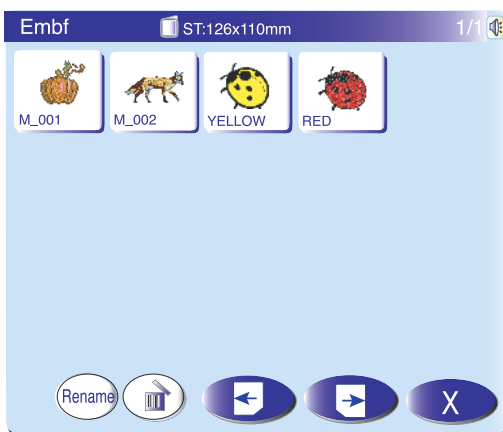 Embf ST:126x110mm 1/1
M_001 M_002 YELLOW RED
Rename X